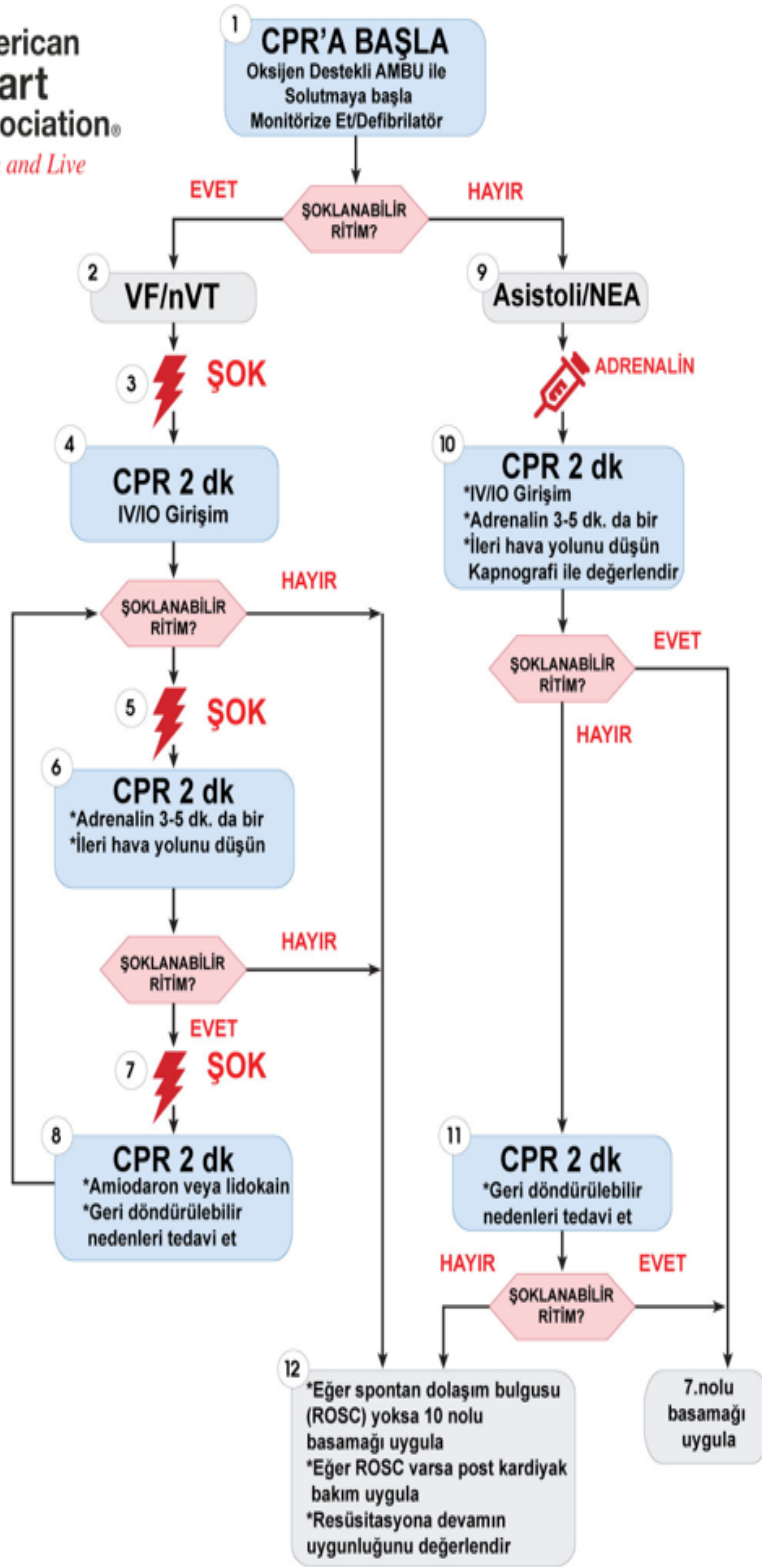 erican
art
ociation®
and Live
1
CPR'A BAŞLA
Oksijen Destekli AMBU ile
Solutmaya başla
Monitörize Et/Defibrilatör
EVET
ŞOKLANABİLİR
RİTİM?
HAYIR
2
VF/nVT
3
ŞOK
4
CPR 2 dk
IV/IO Girişim
ŞOKLANABİLİR
RİTİM?
HAYIR
5
ŞOK
6
CPR 2 dk
*Adrenalin 3-5 dk. da bir
*İleri hava yolunu düşün
ŞOKLANABİLİR
RİTİM?
HAYIR
EVET
7
ŞOK
8
CPR 2 dk
*Amiodaron veya lidokain
*Geri döndürülebilir
nedenleri tedavi et
9
Asistoli/NEA
ADRENALİN
10
CPR 2 dk
*IV/IO Girişim
*Adrenalin 3-5 dk. da bir
*İleri hava yolunu düşün
Kapnografi ile değerlendir
ŞOKLANABİLİR
RİTİM?
EVET
HAYIR
11
CPR 2 dk
*Geri döndürülebilir
nedenleri tedavi et
HAYIR
ŞOKLANABİLİR
RİTİM?
EVET
12
*Eğer spontan dolaşım bulgusu
(ROSC) yoksa 10 nolu
basamağı uygula
*Eğer ROSC varsa post kardiyak
bakım uygula
*Resüsitasyona devamın
uygunluğunu değerlendir
7.nolu
basamağı
uygula